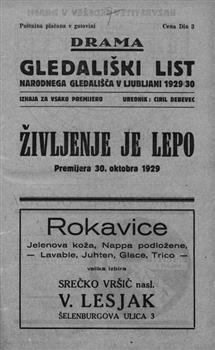 Poštnina plačana v gotovini Cena Din 3
DRAMA
GLEDALIŠKI LIST
NARODNEGA GLEDALIŠČA V LJUBLJANI 1929 30
IZHAJA ZA VSAKO PREMIJERO UREDNIK: CIRIL DEBEVEC
ŽIVLJENJE JE LEPO
Premijera 30. oktobra 1929
Rokavice
Jelenova koža, Nappa podložene,
— Lavable, Juhten, Glace, Trico —
velika izbira
SREČKO VRŠIČ nasl.
V. LESJAK
ŠELENBURGOVA ULICA 3